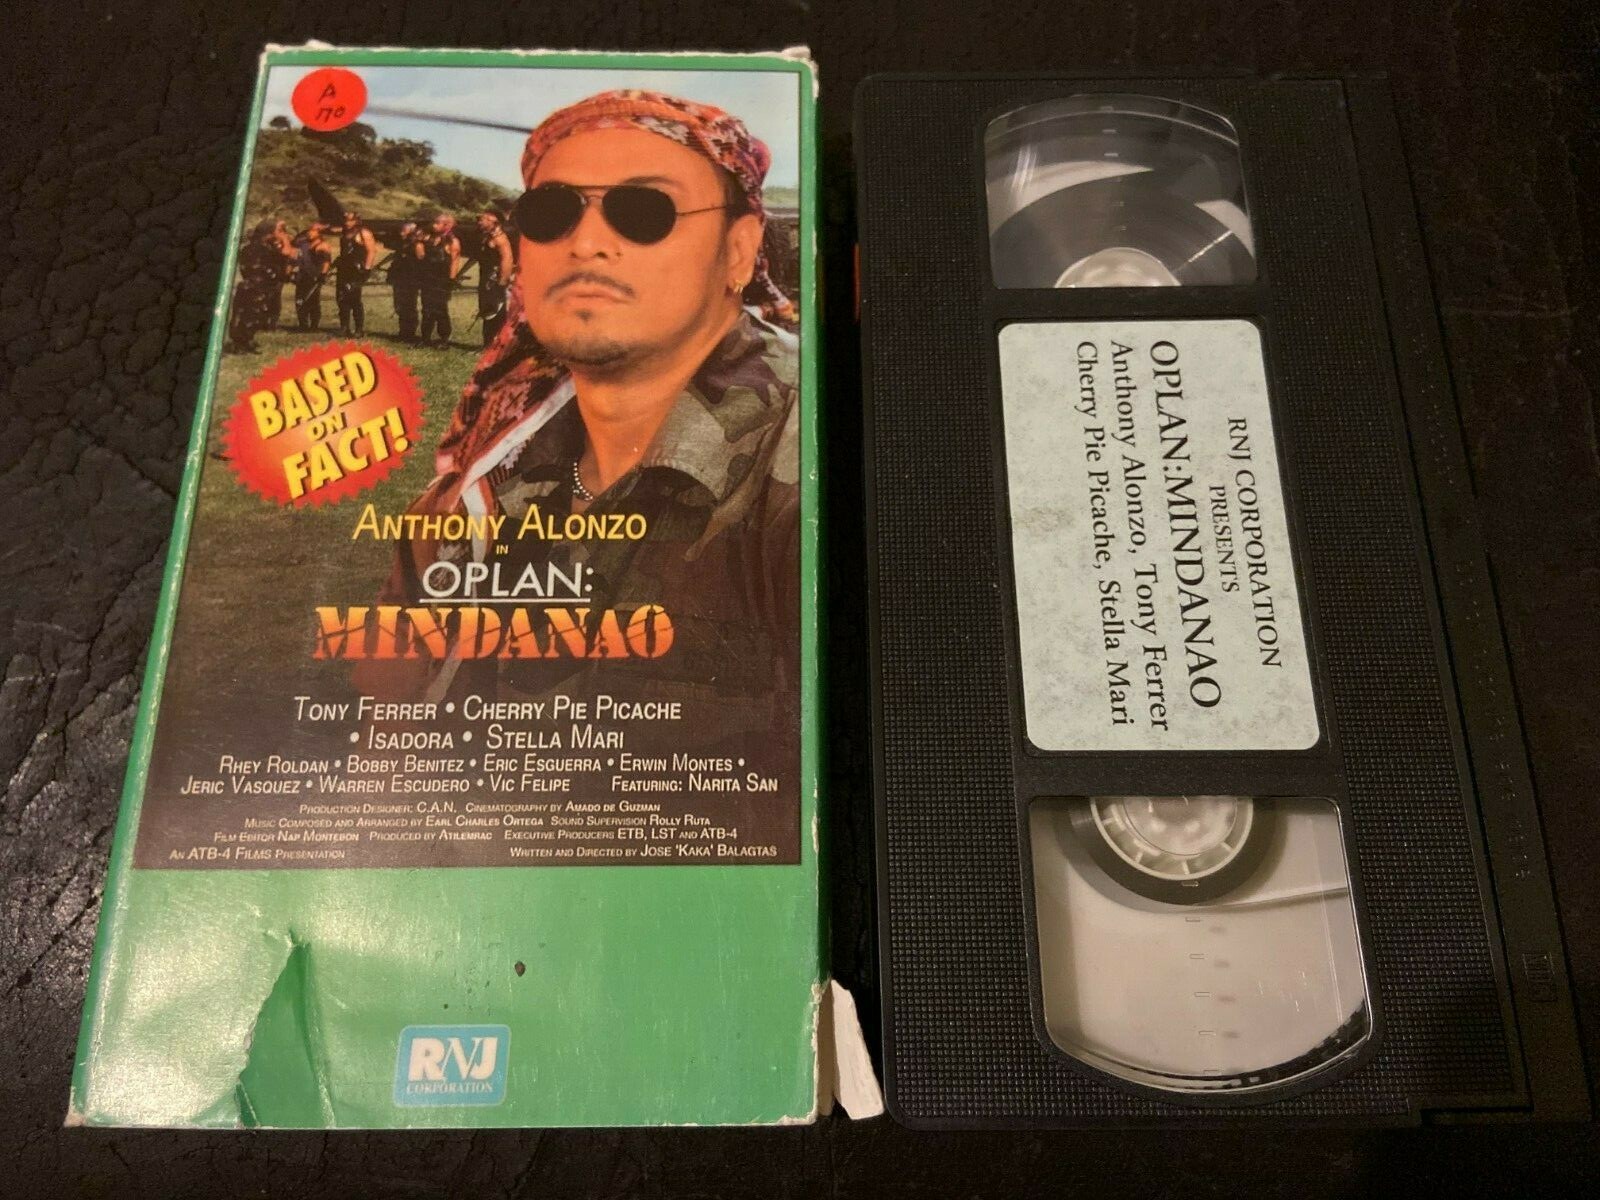 A
170
BASED
ON
FACT!
ANTHONY ALONZO
IN
OPLAN:
MINDANAO
TONY FERRER • CHERRY PIE PICACHE
• ISADORA • STELLA MARI
RHEY ROLDAN • BOBBY BENITEZ • ERIC ESGUERRA • ERWIN MONTES •
JERIC VASQUEZ • WARREN ESCUDERO • VIC FELIPE FEATURING: NARITA SAN
PRODUCTION DESIGNER: C.A.N. CINEMATOGRAPHY BY AMADO DE GUZMAN
MUSIC COMPOSED AND ARRANGED BY EARL CHARLES ORTEGA SOUND SUPERVISION ROLLY RUTA
FILM EDITOR NAP MONTEBON PRODUCED BY ATILEMRAC EXECUTIVE PRODUCERS ETB, LST AND ATB-4
AN ATB-4 FILMS PRESENTATION WRITTEN AND DIRECTED BY JOSE 'KAKA' BALAGTAS
RNJ
CORPORATION
RNJ CORPORATION
PRESENTS
OPLAN:MINDANAO
Anthony Alonzo, Tony Ferrer
Cherry Pie Picache, Stella Mari